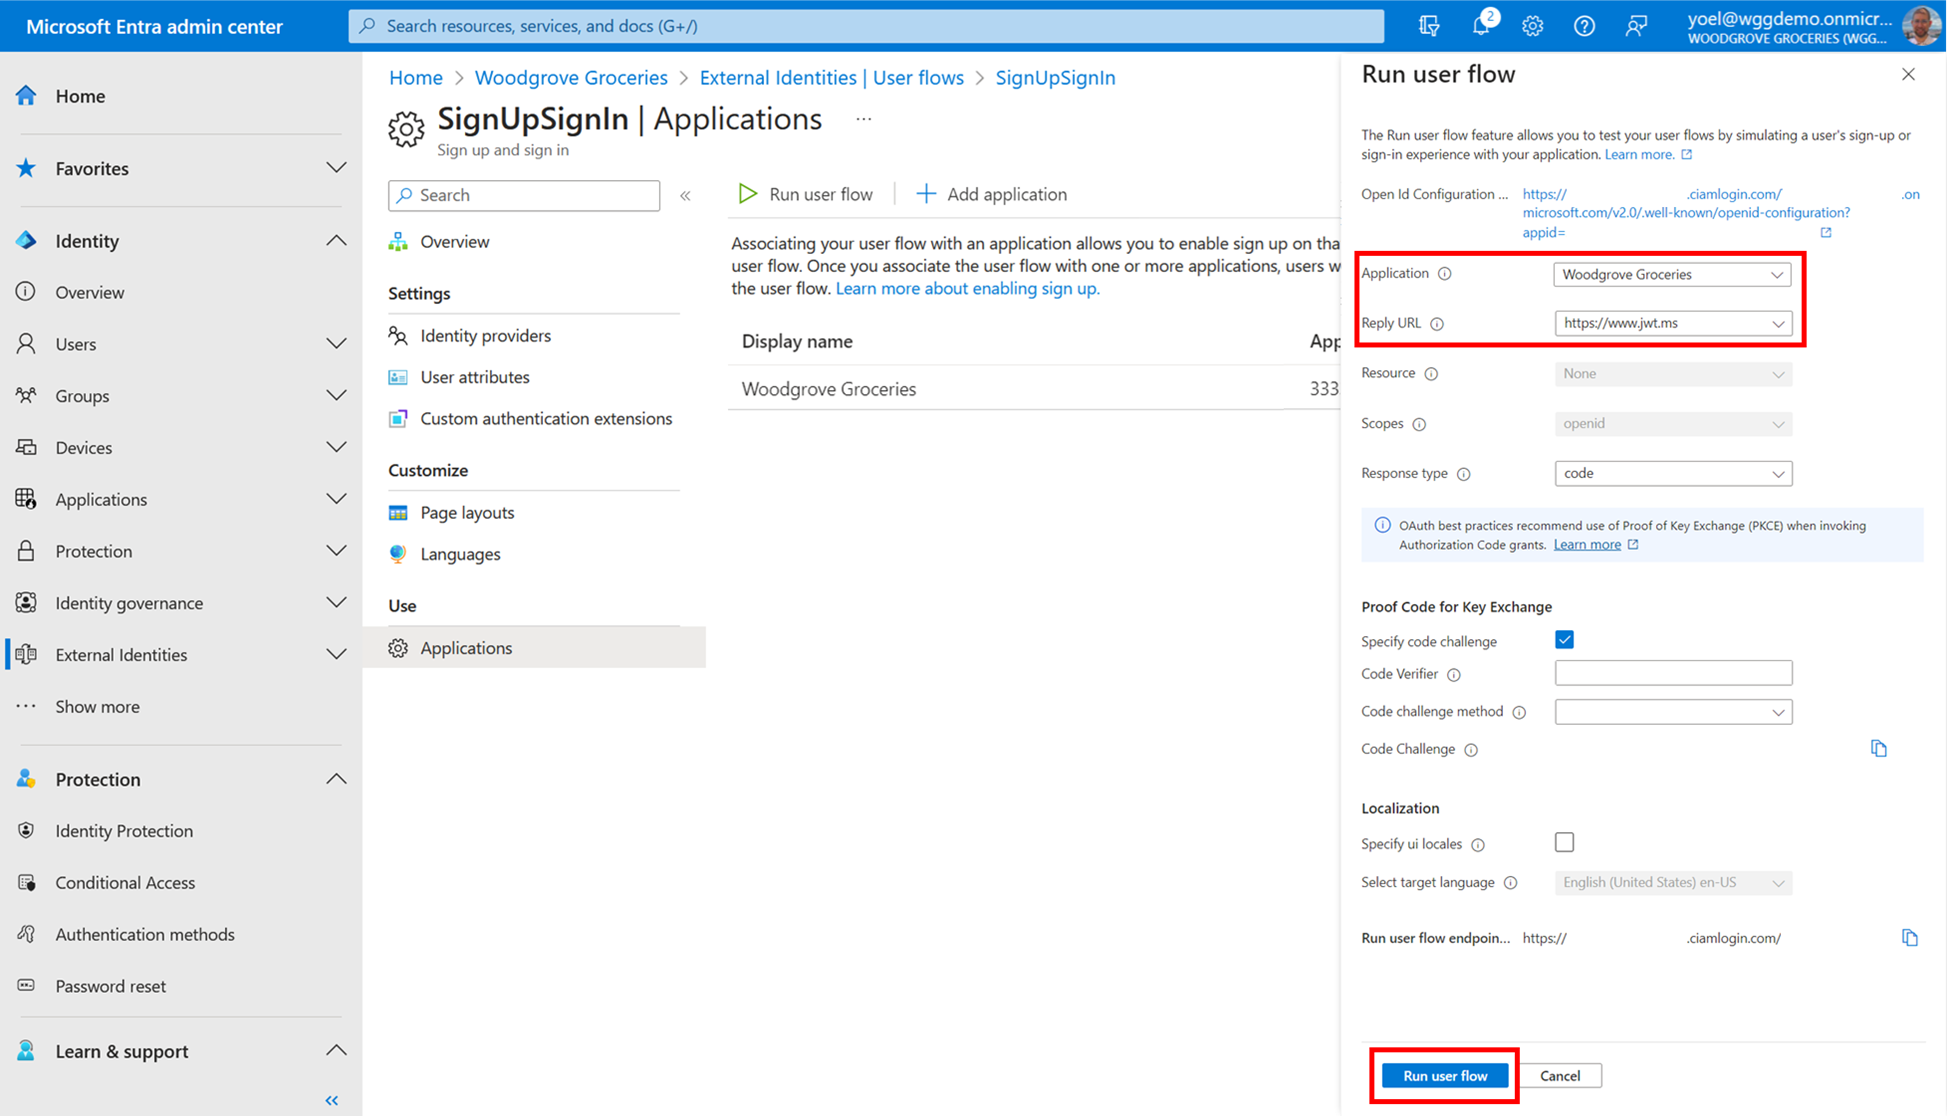 Microsoft Entra admin center
Search resources, services, and docs (G+/)
2
yoel@wggdemo.onmicr...
WOODGROVE GROCERIES (WGG...
Home
Favorites
Identity
Overview
Users
Groups
Devices
Applications
Protection
Identity governance
External Identities
Show more
Protection
Identity Protection
Conditional Access
Authentication methods
Password reset
Learn & support
Home > Woodgrove Groceries > External Identities | User flows > SignUpSignIn
SignUpSignIn | Applications ...
Sign up and sign in
Search
Overview
Settings
Identity providers
User attributes
Custom authentication extensions
Customize
Page layouts
Languages
Use
Applications
Run user flow
Add application
Associating your user flow with an application allows you to enable sign up on tha
user flow. Once you associate the user flow with one or more applications, users w
the user flow. Learn more about enabling sign up.
Display name App
Woodgrove Groceries 333
Run user flow
The Run user flow feature allows you to test your user flows by simulating a user's sign-up or
sign-in experience with your application. Learn more.
Open Id Configuration ... https:// .ciamlogin.com/ .on
microsoft.com/v2.0/.well-known/openid-configuration?
appid=
Application Woodgrove Groceries
Reply URL https://www.jwt.ms
Resource None
Scopes openid
Response type code
OAuth best practices recommend use of Proof of Key Exchange (PKCE) when invoking
Authorization Code grants. Learn more
Proof Code for Key Exchange
Specify code challenge
Code Verifier
Code challenge method
Code Challenge
Localization
Specify ui locales
Select target language English (United States) en-US
Run user flow endpoin... https:// .ciamlogin.com/
Run user flow
Cancel